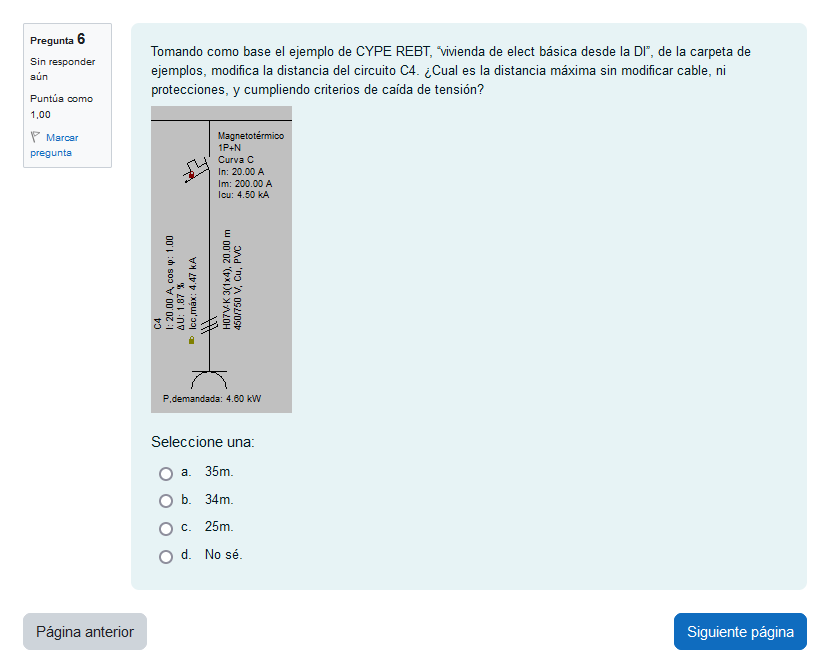 Pregunta 6
Sin responder
aún
Puntúa como
1,00
Marcar
pregunta
Tomando como base el ejemplo de CYPE REBT, “vivienda de elect básica desde la DI”, de la carpeta de
ejemplos, modifica la distancia del circuito C4. ¿Cual es la distancia máxima sin modificar cable, ni
protecciones, y cumpliendo criterios de caída de tensión?
Magnetotérmico
1P+N
Curva C
In: 20.00 A
Im: 200.00 A
Icu: 4.50 kA
C4
I: 20.00 A, cos φ: 1.00
ΔU: 1.87 %
Icc,máx: 4.47 kA
H07V-K 3(1x4), 20.00 m
450/750 V, Cu, PVC
P,demandada: 4.60 kW
Seleccione una:
a. 35m.
b. 34m.
c. 25m.
d. No sé.
Página anterior
Siguiente página